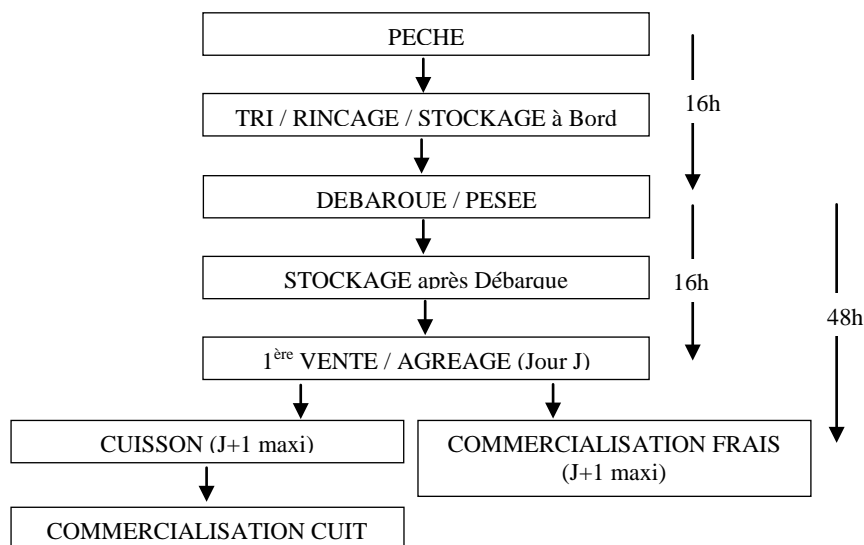 PECHE
16h
TRI / RINCAGE / STOCKAGE à Bord
DEBARQUE / PESEE
STOCKAGE après Débarque
16h
48h
1ère VENTE / AGREAGE (Jour J)
CUISSON (J+1 maxi)
COMMERCIALISATION FRAIS
(J+1 maxi)
COMMERCIALISATION CUIT